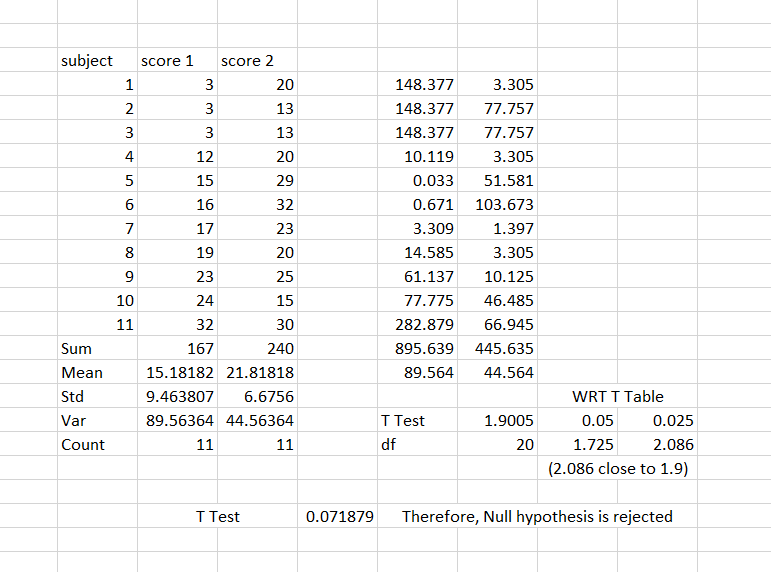 subject score 1 score 2
1 3 20 148.377 3.305
2 3 13 148.377 77.757
3 3 13 148.377 77.757
4 12 20 10.119 3.305
5 15 29 0.033 51.581
6 16 32 0.671 103.673
7 17 23 3.309 1.397
8 19 20 14.585 3.305
9 23 25 61.137 10.125
10 24 15 77.775 46.485
11 32 30 282.879 66.945
Sum 167 240 895.639 445.635
Mean 15.18182 21.81818 89.564 44.564
Std 9.463807 6.6756 WRT T Table
Var 89.56364 44.56364 T Test 1.9005 0.05 0.025
Count 11 11 df 20 1.725 2.086
(2.086 close to 1.9)
T Test 0.071879 Therefore, Null hypothesis is rejected